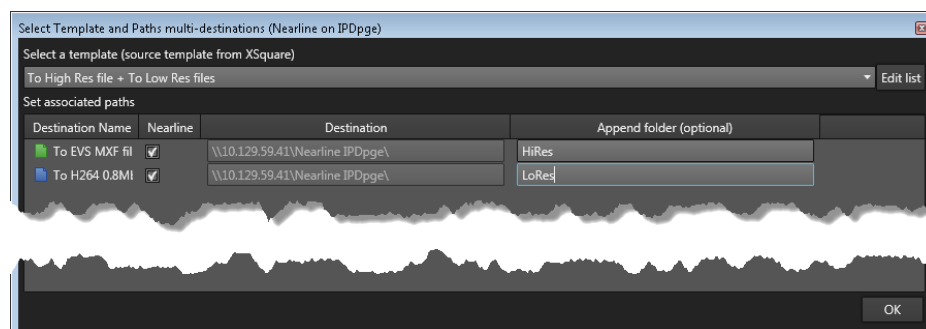 Select Template and Paths multi-destinations (Nearline on IPDpge)
Select a template (source template from XSquare)
To High Res file + To Low Res files
Edit list
Set associated paths
Destination Name Nearline Destination Append folder (optional)
To EVS MXF fil \\10.129.59.41\Nearline IPDpge\ HiRes
To H264 0.8MI \\10.129.59.41\Nearline IPDpge\ LoRes
OK